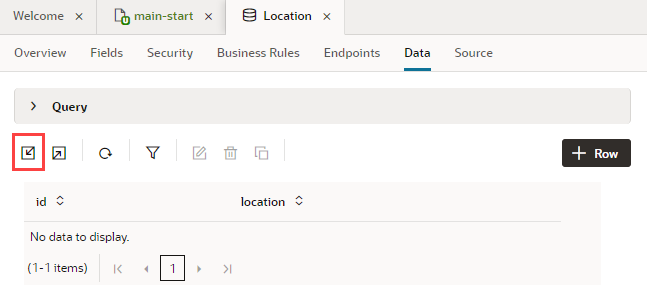 Welcome × main-start × Location ×
Overview Fields Security Business Rules Endpoints Data Source
Query
+ Row
id location
No data to display.
(1-1 items) 1